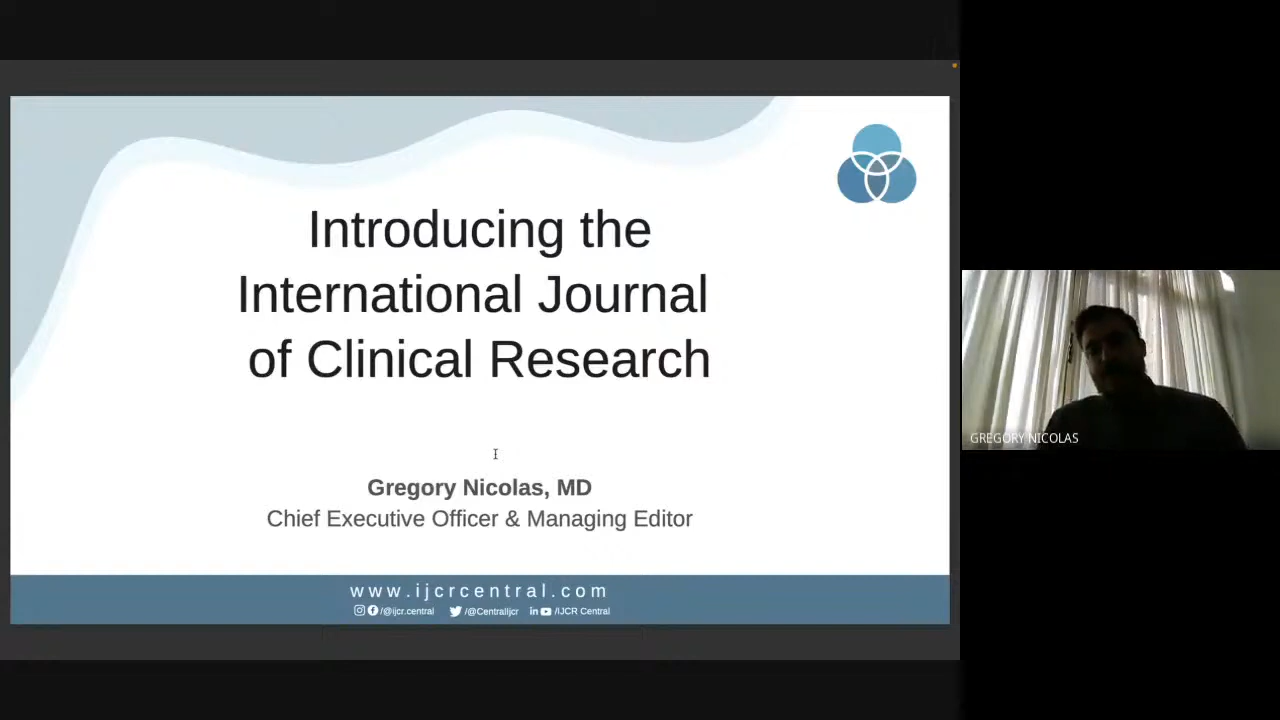 Introducing the
International Journal
of Clinical Research
Gregory Nicolas, MD
Chief Executive Officer & Managing Editor
www.ijcrcentral.com
/@ijcr.central /@CentralIjcr in /IJCR Central
GREGORY NICOLAS